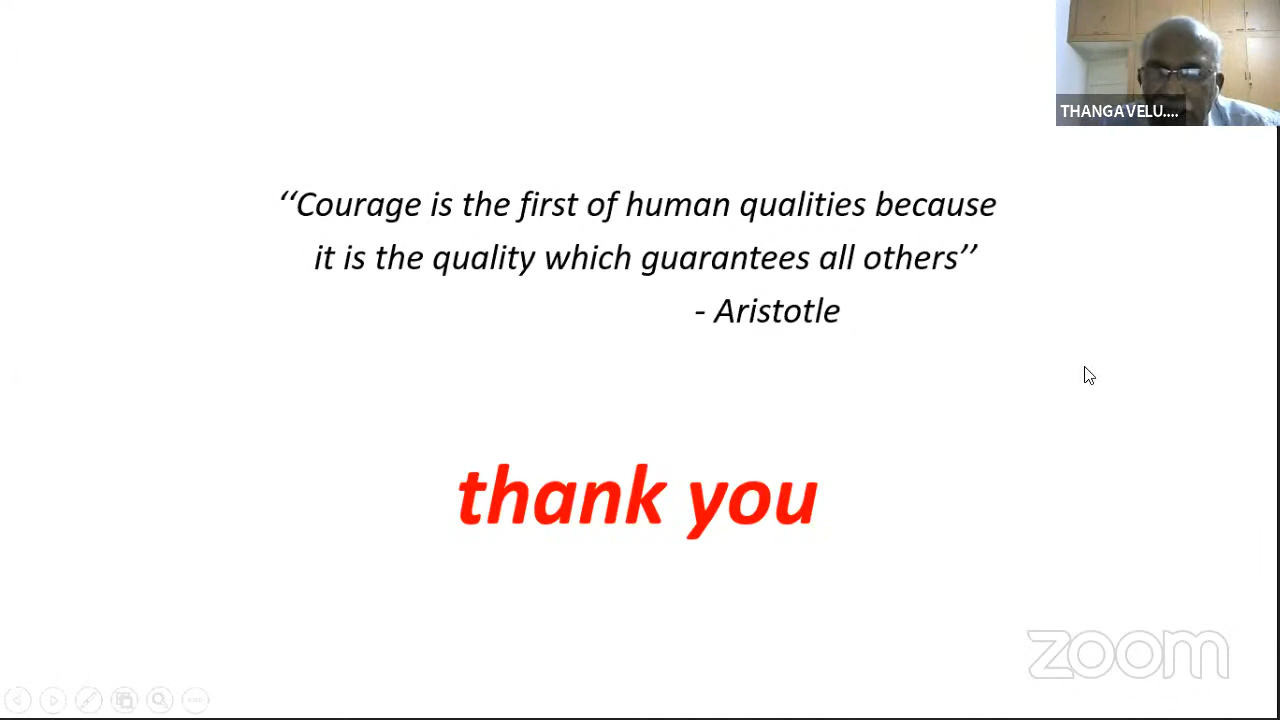 THANGAVELU....
‘‘Courage is the first of human qualities because
it is the quality which guarantees all others’’
- Aristotle
thank you
zoom